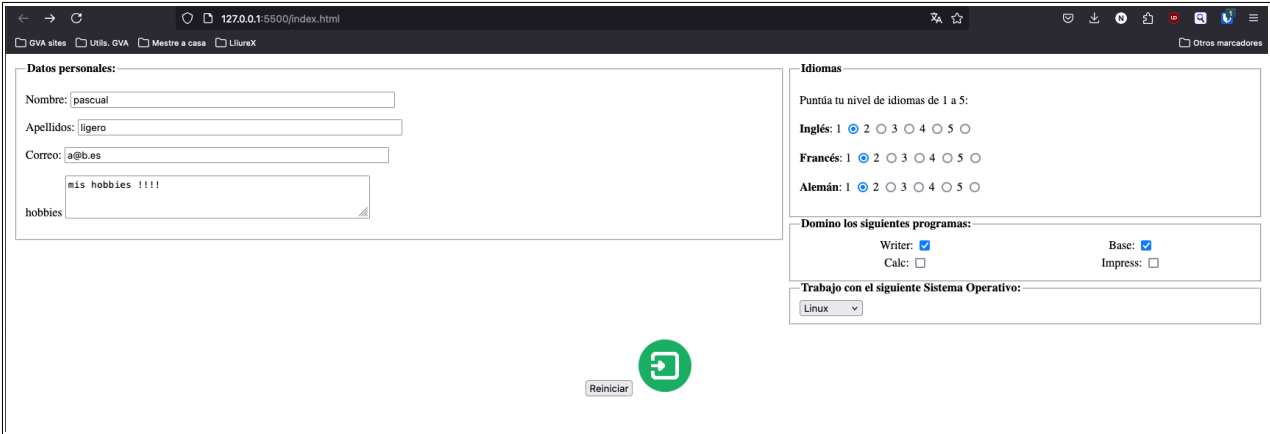 127.0.0.1:5500/index.html
GVA sites Utils. GVA Mestre a casa LliureX Otros marcadores
Datos personales:
Nombre: pascual
Apellidos: ligero
Correo: a@b.es
mis hobbies !!!!
hobbies
Idiomas
Puntúa tu nivel de idiomas de 1 a 5:
Inglés: 1 2 3 4 5
Francés: 1 2 3 4 5
Alemán: 1 2 3 4 5
Domino los siguientes programas:
Writer: Base:
Calc: Impress:
Trabajo con el siguiente Sistema Operativo:
Linux
Reiniciar